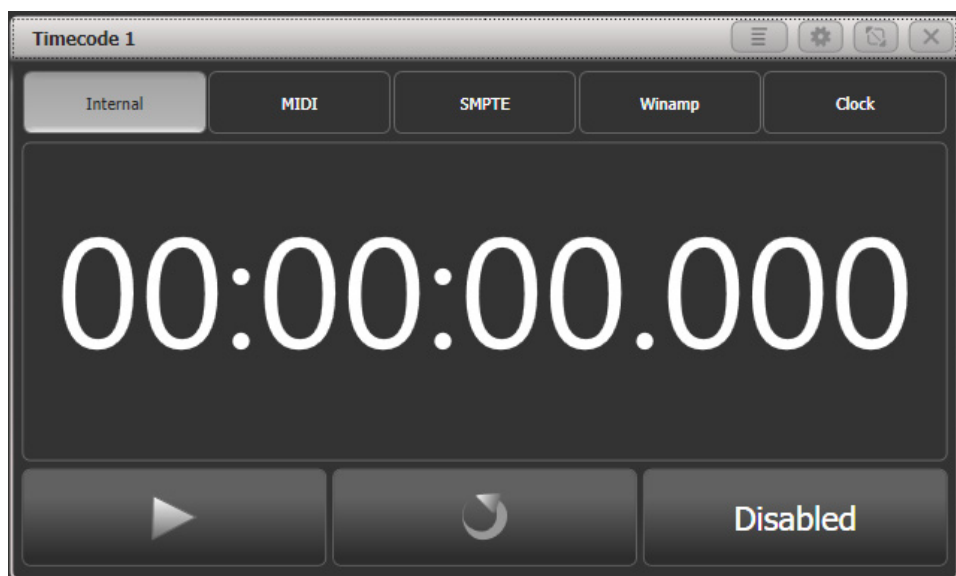 Timecode 1
Internal MIDI SMPTE Winamp Clock
00:00:00.000
Disabled